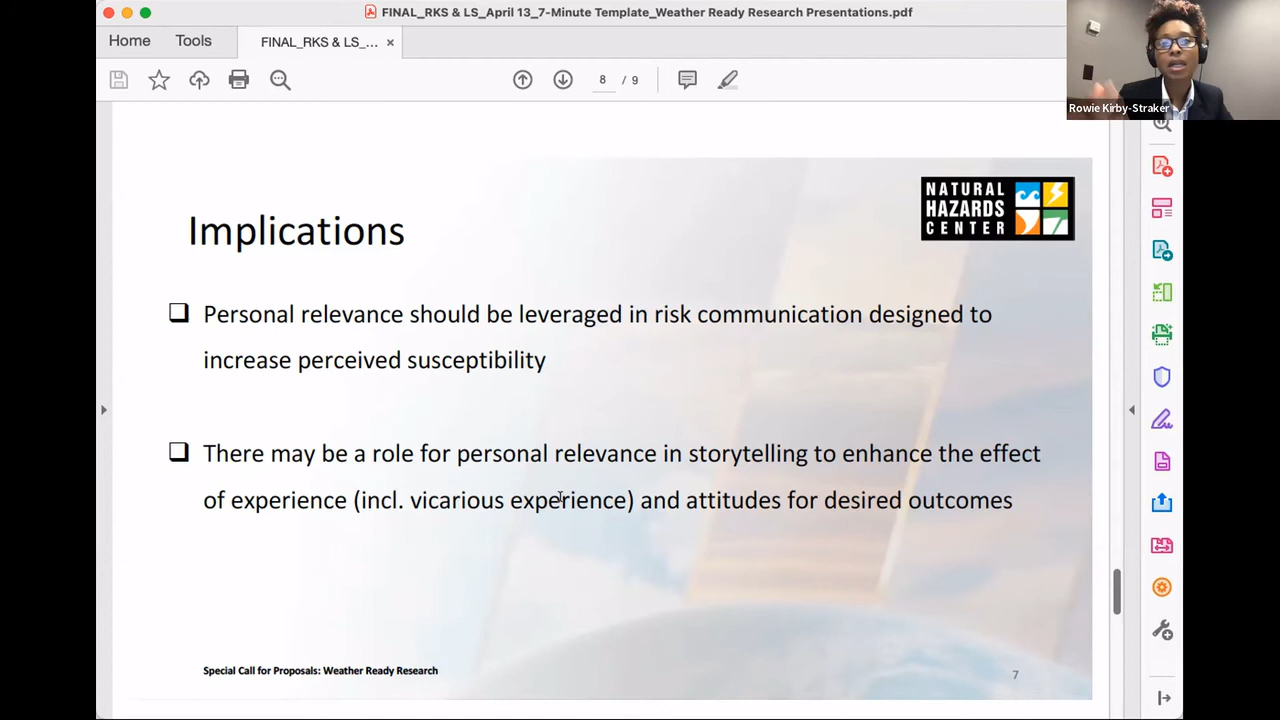 FINAL_RKS & LS_April 13_7-Minute Template_Weather Ready Research Presentations.pdf
Home Tools FINAL_RKS & LS_... ×
8 / 9
Rowie Kirby-Straker
NATURAL
HAZARDS
CENTER
Implications
Personal relevance should be leveraged in risk communication designed to
increase perceived susceptibility
There may be a role for personal relevance in storytelling to enhance the effect
of experience (incl. vicarious experience) and attitudes for desired outcomes
Special Call for Proposals: Weather Ready Research
7